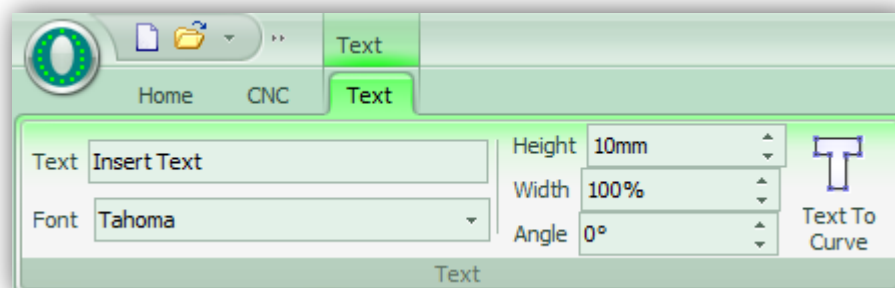 Text
Home CNC Text
Text Insert Text
Font Tahoma
Height 10mm
Width 100%
Angle 0°
Text To
Curve
Text